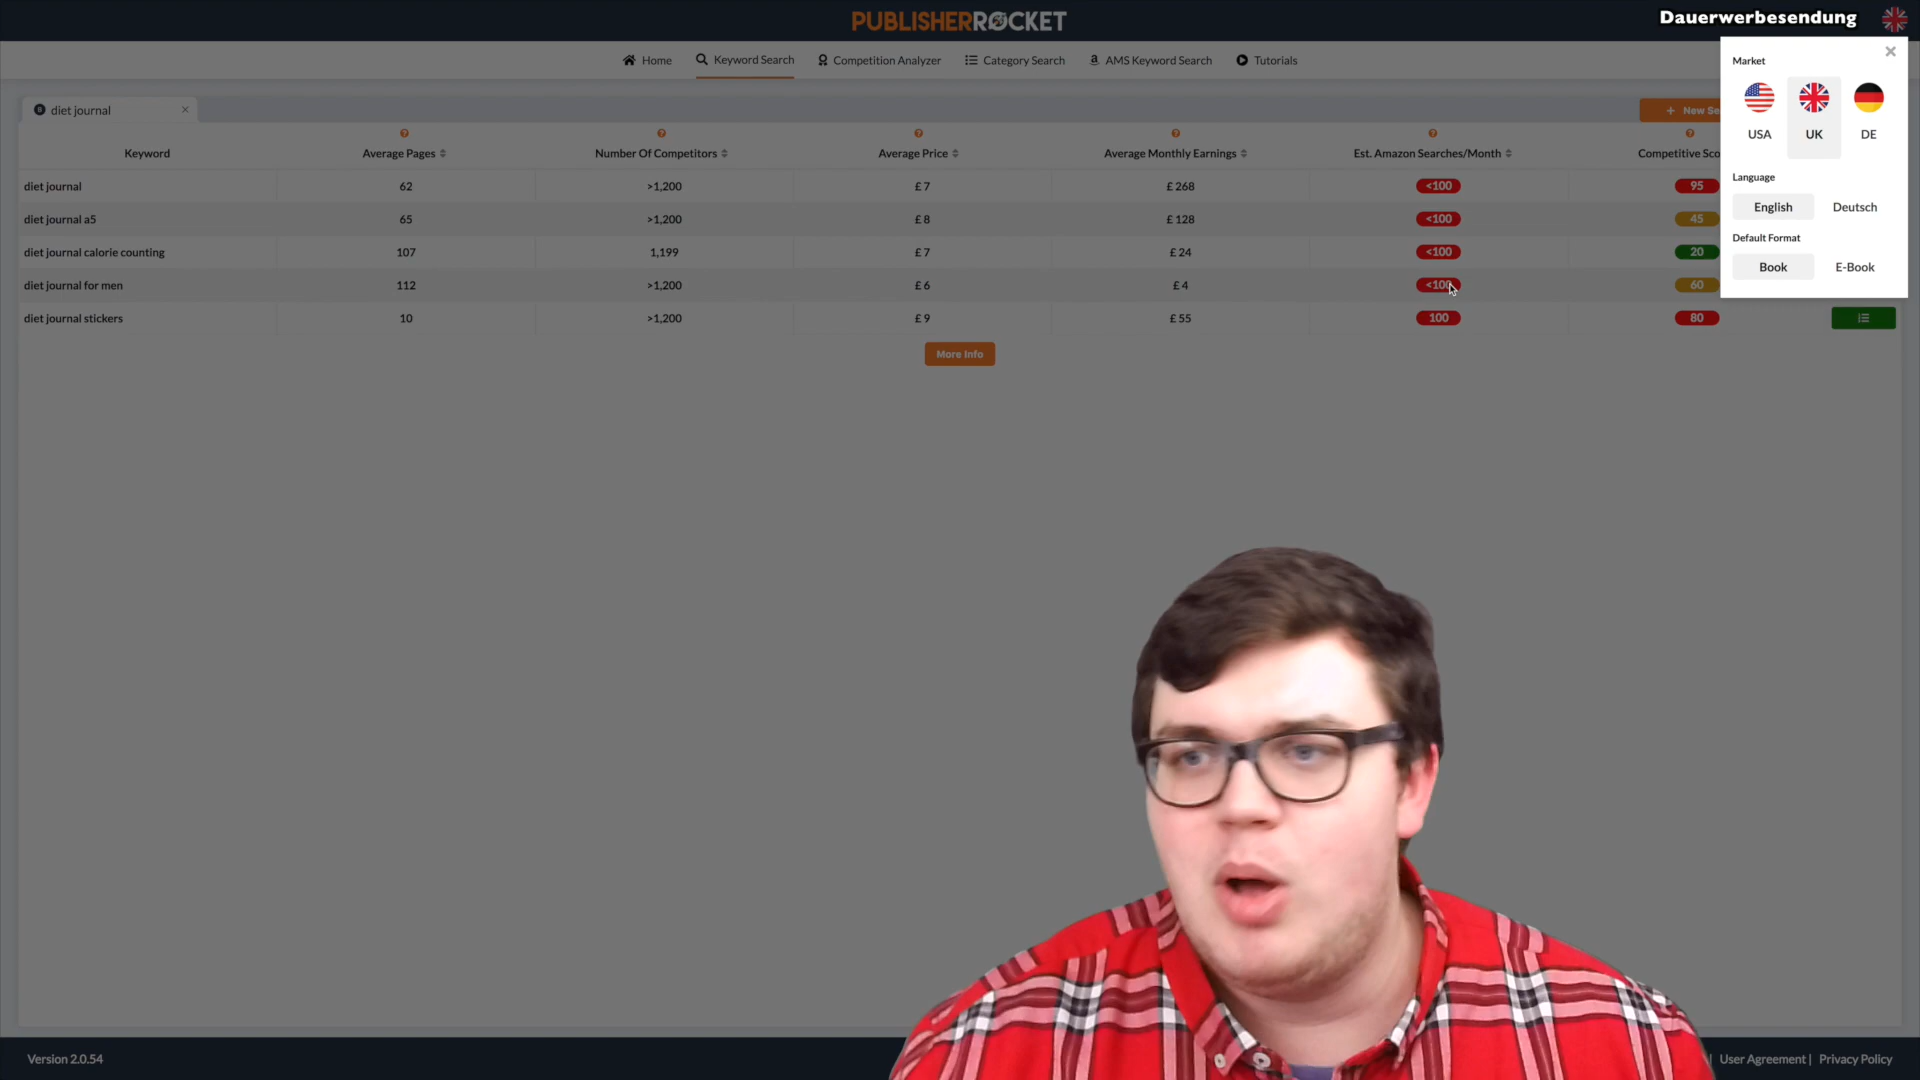 PUBLISHERROCKET
Dauerwerbesendung
Home Keyword Search Competition Analyzer Category Search AMS Keyword Search Tutorials
Market
USA UK DE
Language
English Deutsch
Default Format
Book E-Book
diet journal
New Se
Keyword Average Pages Number Of Competitors Average Price Average Monthly Earnings Est. Amazon Searches/Month Competitive Sco
diet journal 62 >1,200 £ 7 £ 268 <100 95
diet journal a5 65 >1,200 £ 8 £ 128 <100 45
diet journal calorie counting 107 1,199 £ 7 £ 24 <100 20
diet journal for men 112 >1,200 £ 6 £ 4 <100 60
diet journal stickers 10 >1,200 £ 9 £ 55 100 80
More Info
Version 2.0.54
| User Agreement | Privacy Policy